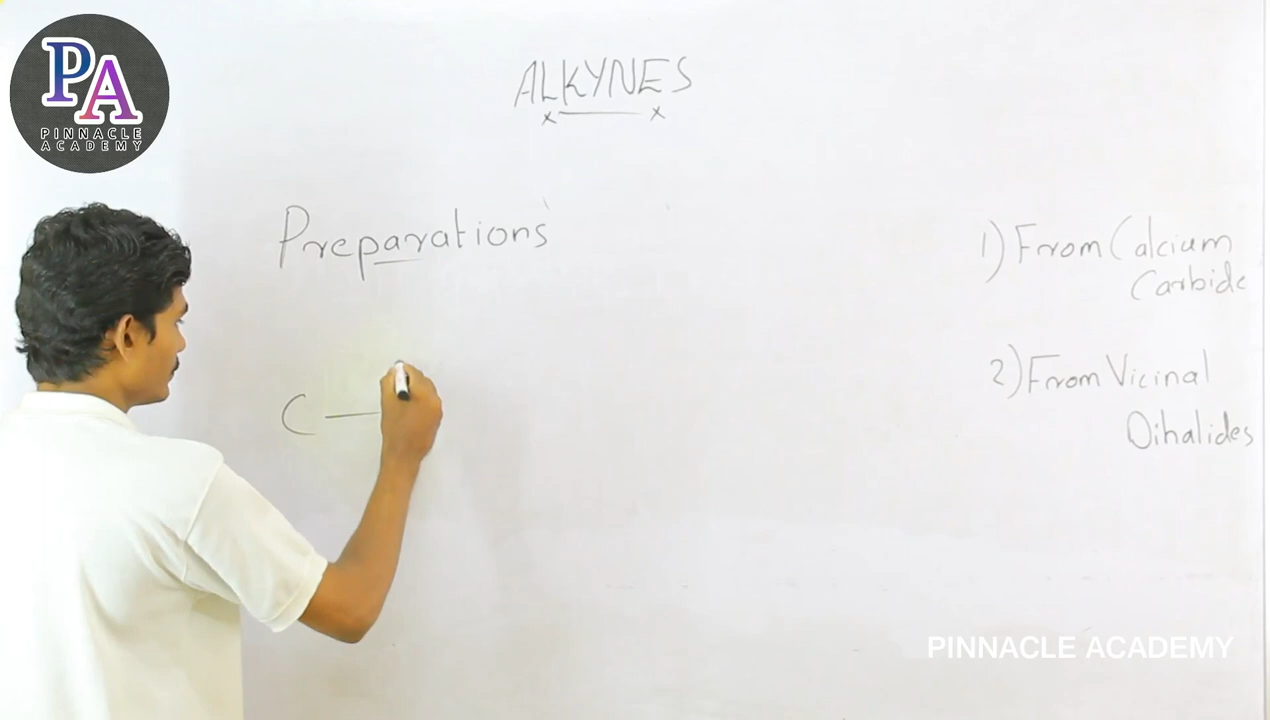 PA
PINNACLE
ACADEMY
ALKYNES
Preparations
1) From Calcium
Carbide
2) From Vicinal
Dihalides
C —
PINNACLE ACADEMY